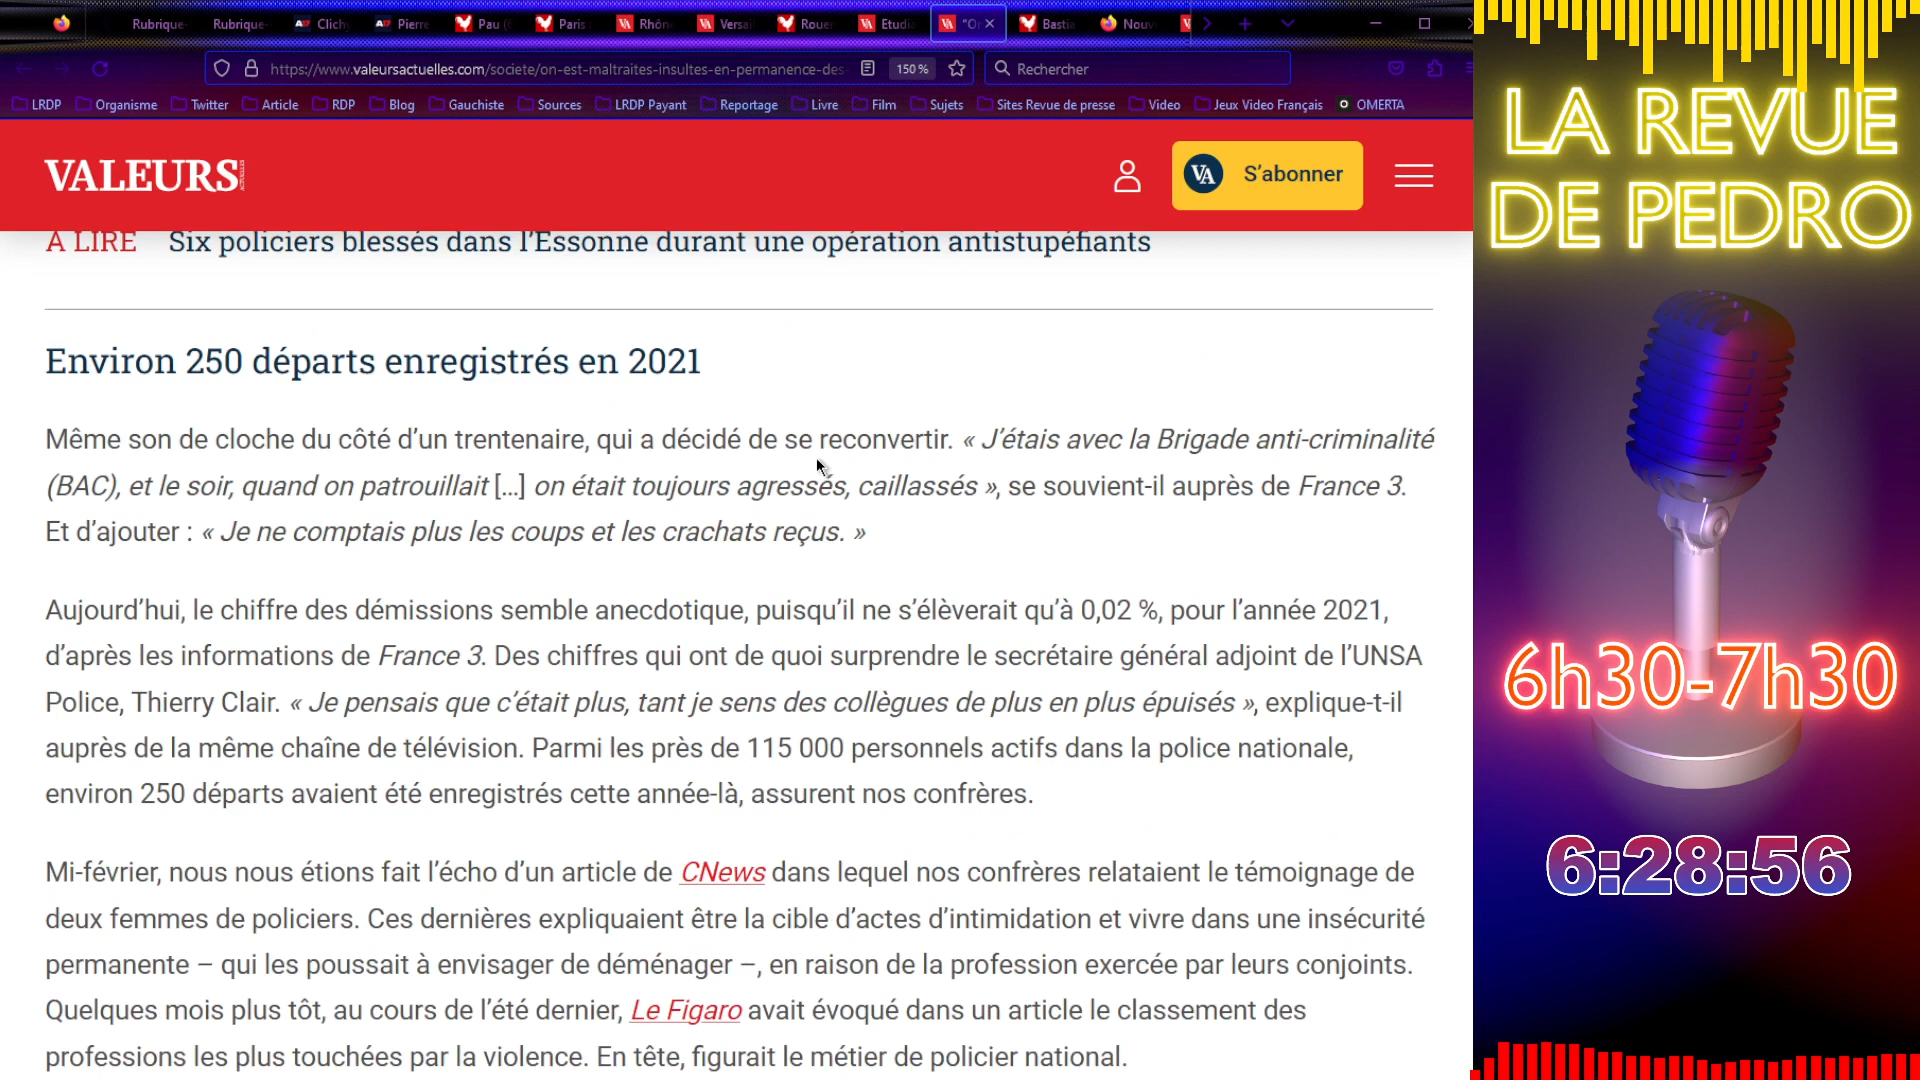 Rubrique
Rubrique
Clich
Pierre
Pau (
Paris
Rhôn
Versai
Rouen
Etudi
"O
Bastia
Nouv
https://www.valeursactuelles.com/societe/on-est-maltraites-insultes-en-permanence-des
150 %
Rechercher
LRDP
Organisme
Twitter
Article
RDP
Blog
Gauchiste
Sources
LRDP Payant
Reportage
Livre
Film
Sujets
Sites Revue de presse
Video
Jeux Video Français
OMERTA
VALEURS
ACTUELLES
VA
S'abonner
A LIRE Six policiers blessés dans l'Essonne durant une opération antistupéfiants
Environ 250 départs enregistrés en 2021
Même son de cloche du côté d'un trentenaire, qui a décidé de se reconvertir. « J'étais avec la Brigade anti-criminalité
(BAC), et le soir, quand on patrouillait [...] on était toujours agressés, caillassés », se souvient-il auprès de France 3.
Et d'ajouter : « Je ne comptais plus les coups et les crachats reçus. »
Aujourd'hui, le chiffre des démissions semble anecdotique, puisqu'il ne s'élèverait qu'à 0,02 %, pour l'année 2021,
d'après les informations de France 3. Des chiffres qui ont de quoi surprendre le secrétaire général adjoint de l'UNSA
Police, Thierry Clair. « Je pensais que c'était plus, tant je sens des collègues de plus en plus épuisés », explique-t-il
auprès de la même chaîne de télévision. Parmi les près de 115 000 personnels actifs dans la police nationale,
environ 250 départs avaient été enregistrés cette année-là, assurent nos confrères.
Mi-février, nous nous étions fait l'écho d'un article de CNews dans lequel nos confrères relataient le témoignage de
deux femmes de policiers. Ces dernières expliquaient être la cible d'actes d'intimidation et vivre dans une insécurité
permanente – qui les poussait à envisager de déménager –, en raison de la profession exercée par leurs conjoints.
Quelques mois plus tôt, au cours de l'été dernier, Le Figaro avait évoqué dans un article le classement des
professions les plus touchées par la violence. En tête, figurait le métier de policier national.
LA REVUE
DE PEDRO
6h30-7h30
6:28:56